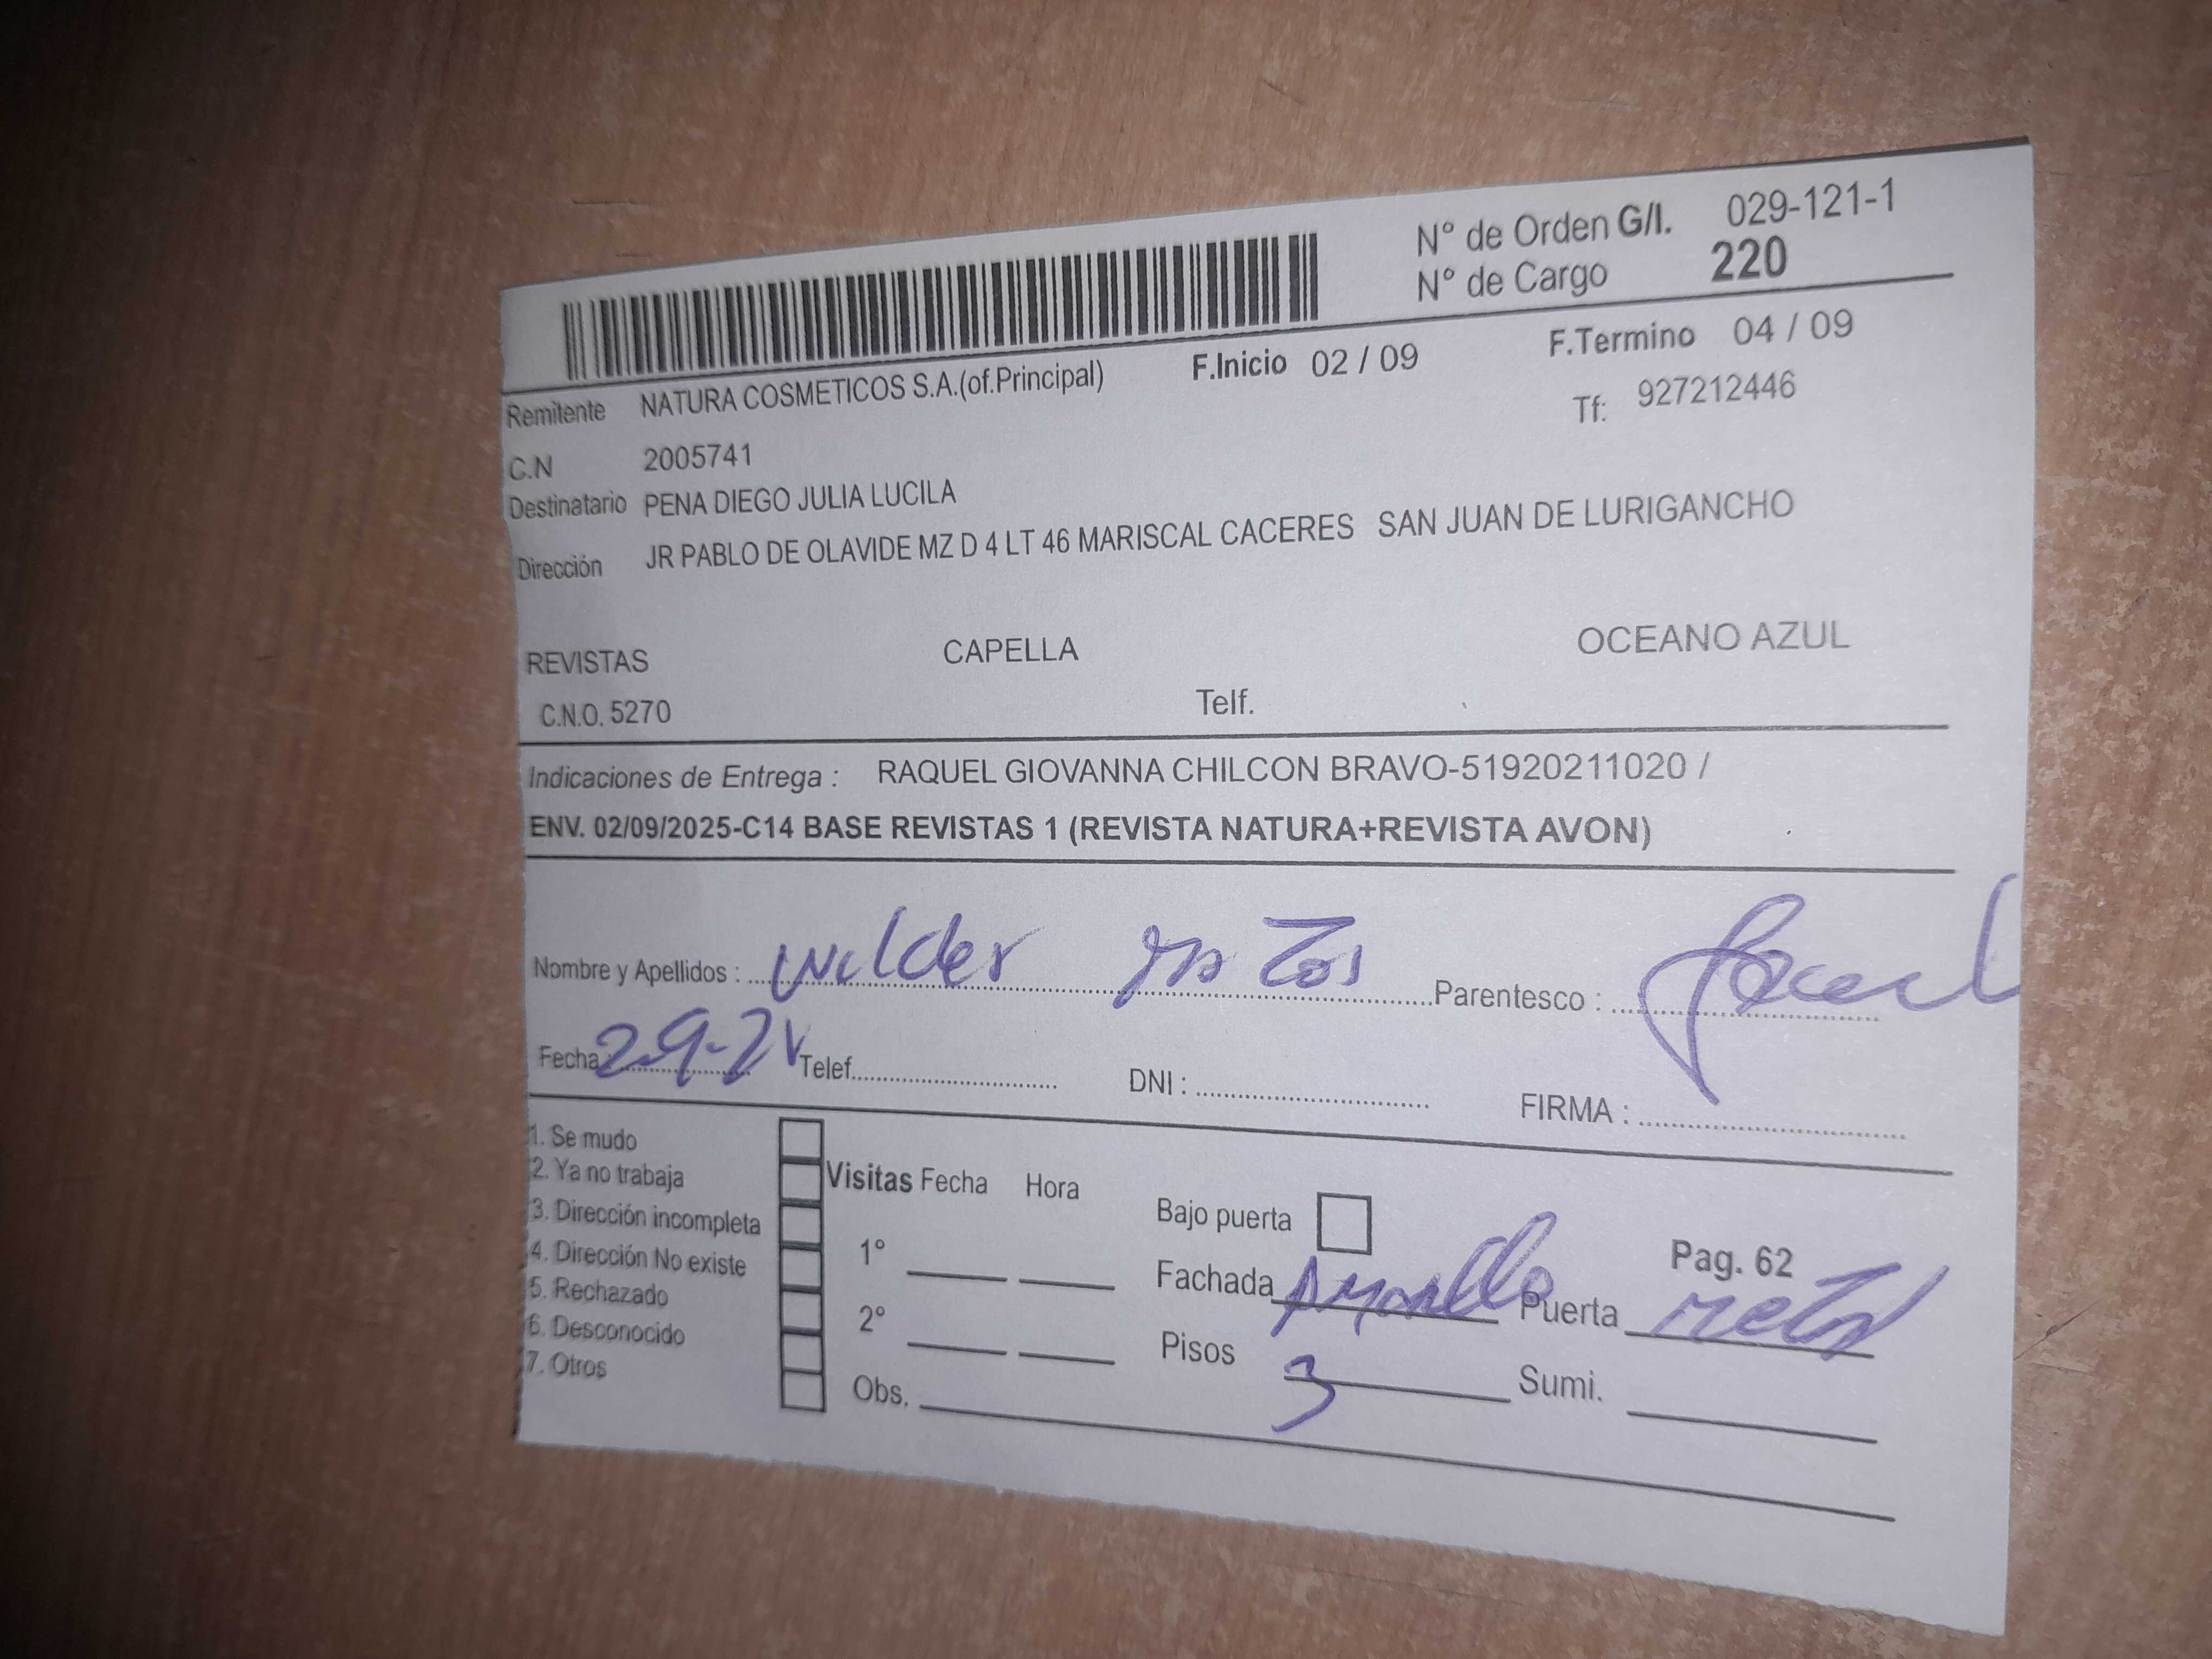 N° de Orden G/I. 029-121-1
N° de Cargo 220
Remitente NATURA COSMETICOS S.A.(of.Principal) F.Inicio 02 / 09 F.Termino 04 / 09
C.N 2005741 Tf: 927212446
Destinatario PENA DIEGO JULIA LUCILA
Dirección JR PABLO DE OLAVIDE MZ D 4 LT 46 MARISCAL CACERES SAN JUAN DE LURIGANCHO
REVISTAS CAPELLA OCEANO AZUL
C.N.O. 5270 Telf.
Indicaciones de Entrega : RAQUEL GIOVANNA CHILCON BRAVO-51920211020 /
ENV. 02/09/2025-C14 BASE REVISTAS 1 (REVISTA NATURA+REVISTA AVON)
Nombre y Apellidos : Wilder Parentesco :
Fecha 2-9-2 Telef. DNI : FIRMA :
1. Se mudo
2. Ya no trabaja
3. Dirección incompleta
4. Dirección No existe
5. Rechazado
6. Desconocido
7. Otros
Visitas Fecha Hora
1°
2°
Obs.
Bajo puerta
Pag. 62
Fachada Amarillo Puerta metal
Pisos 3 Sumi.